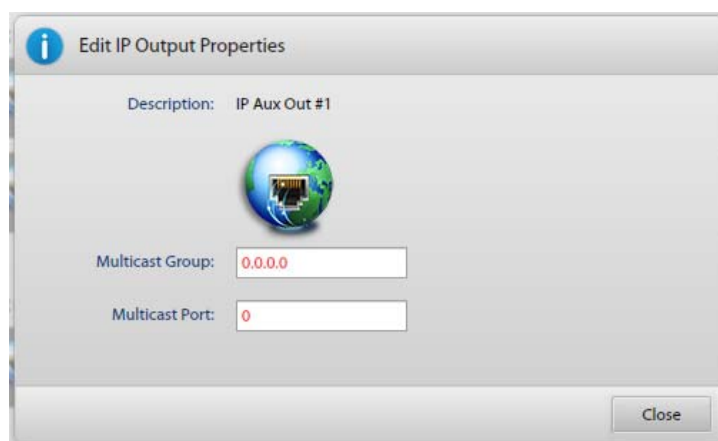 Edit IP Output Properties
Description: IP Aux Out #1
Multicast Group: 0.0.0.0
Multicast Port: 0
Close